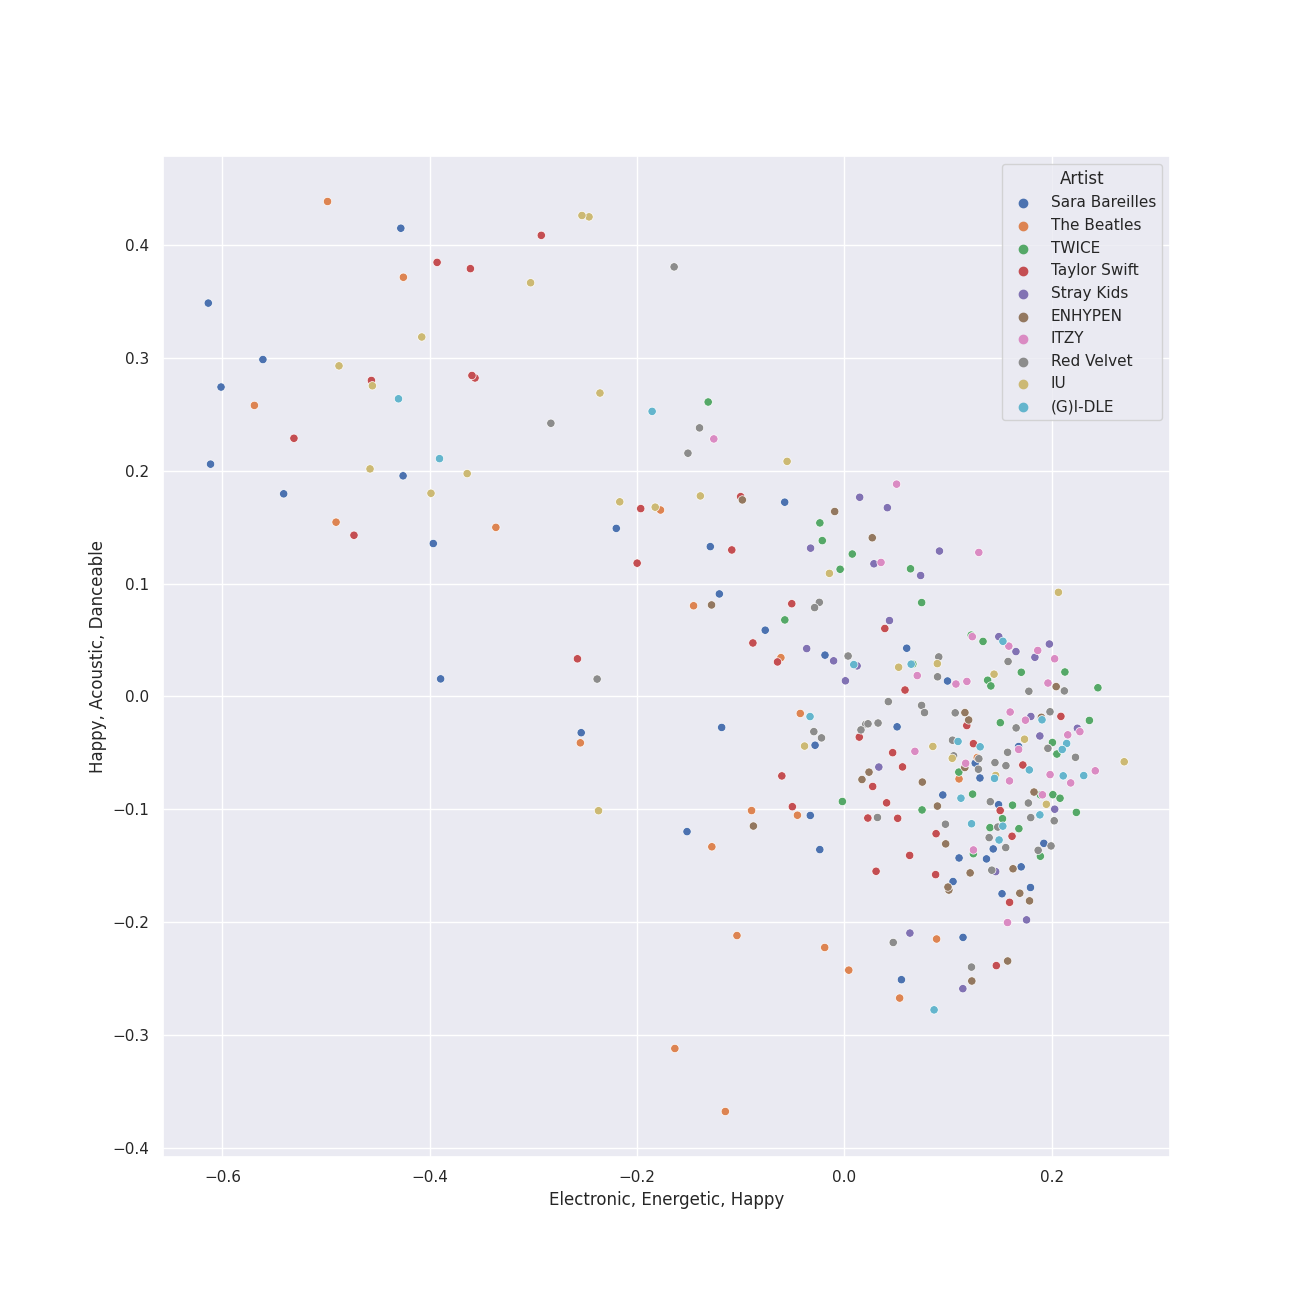 Artist
Sara Bareilles
The Beatles
TWICE
Taylor Swift
Stray Kids
ENHYPEN
ITZY
Red Velvet
IU
(G)I-DLE
0.4
0.3
0.2
0.1
0.0
−0.1
−0.2
−0.3
−0.4
Happy, Acoustic, Danceable
−0.6
−0.4
−0.2
0.0
0.2
Electronic, Energetic, Happy